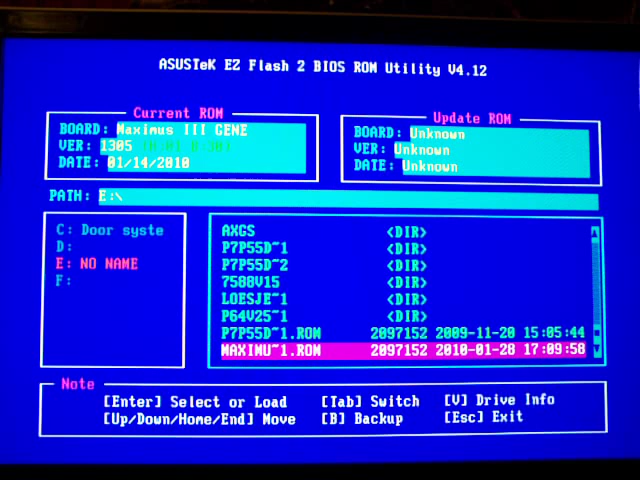 ASUSTeK EZ Flash 2 BIOS ROM Utility V4.12
Current ROM
BOARD: Maximus III GENE
VER: 1305
DATE: 01/14/2010
Update ROM
BOARD: Unknown
VER: Unknown
DATE: Unknown
PATH: E:\
C: Door syste
D:
E: NO NAME
F:
AXGS <DIR>
P7P55D~1 <DIR>
P7P55D~2 <DIR>
7588V15 <DIR>
LOESJE~1 <DIR>
P64V25~1 <DIR>
P7P55D~1.ROM 2097152 2009-11-20 15:05:44
MAXIMU~1.ROM 2097152 2010-01-28 17:09:58
Note
[Enter] Select or Load [Tab] Switch [V] Drive Info
[Up/Down/Home/End] Move [B] Backup [Esc] Exit